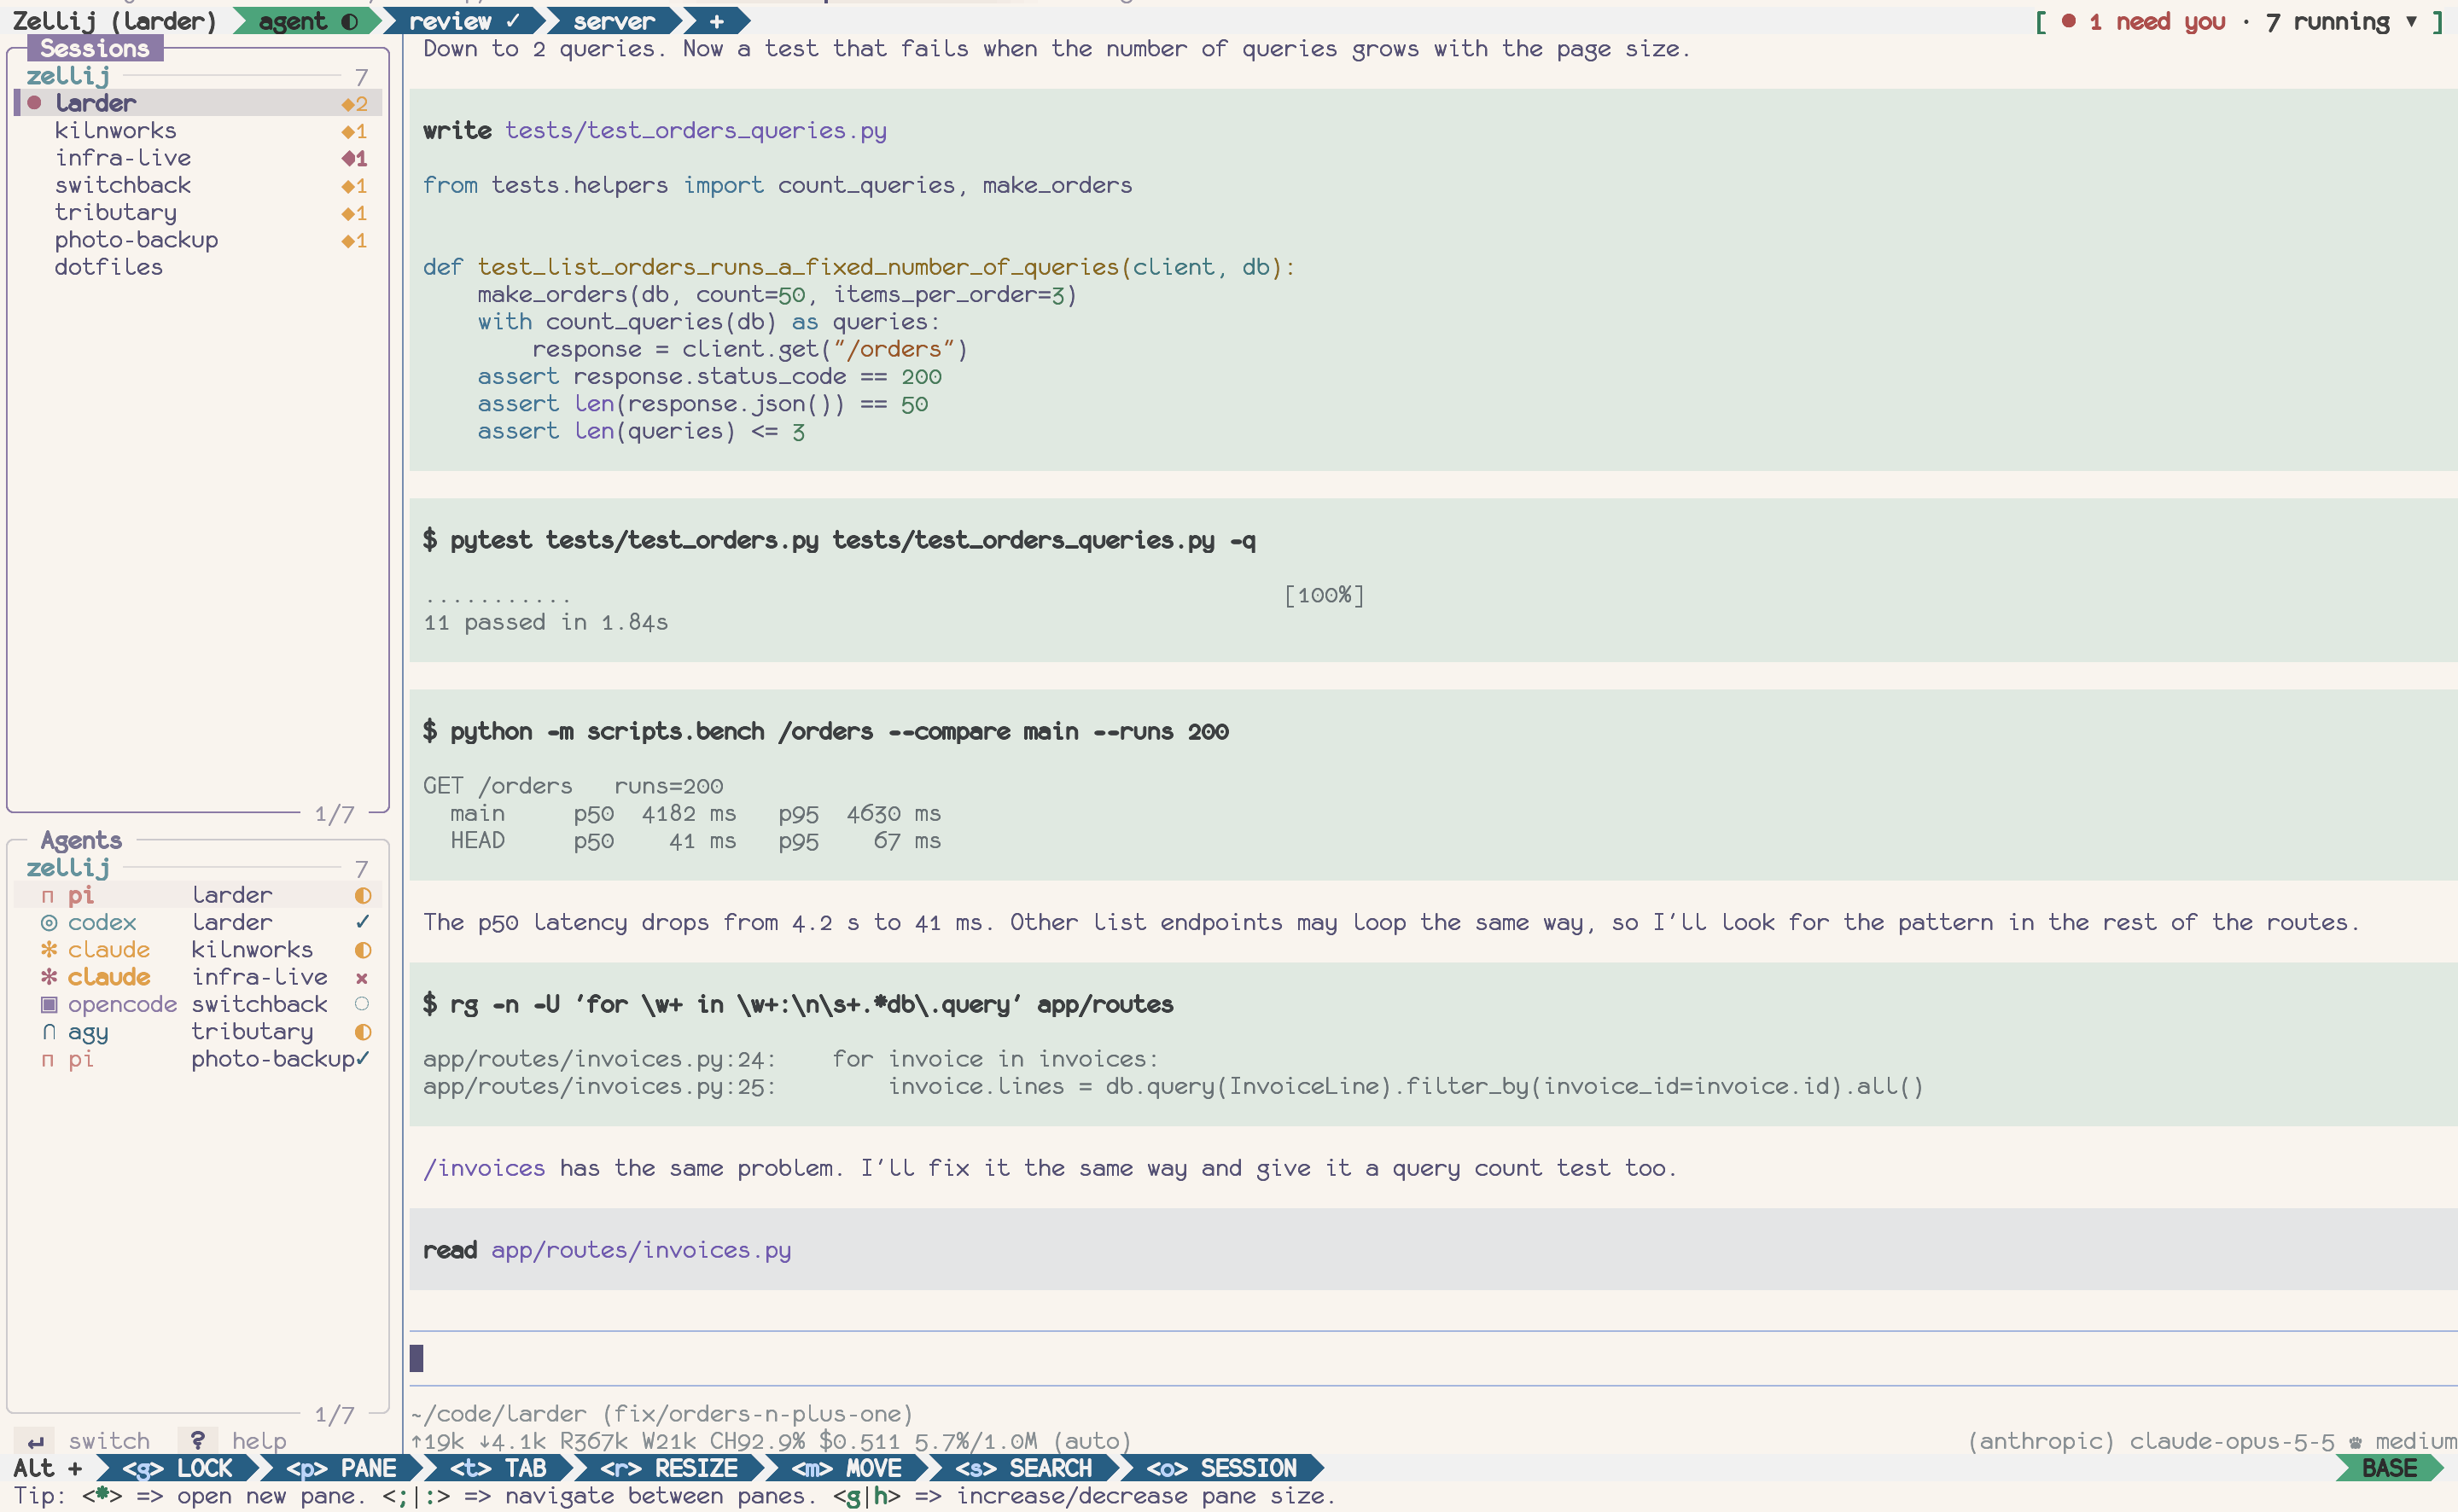 Zellij (larder) agent ◐ review ✓ server + [ ● 1 need you · 7 running ▼ ]
Sessions
zellij 7
● larder ◆2
kilnworks ◆1
infra-live ◆1
switchback ◆1
tributary ◆1
photo-backup ◆1
dotfiles
1/7
Agents
zellij 7
π pi larder ◐
◎ codex larder ✓
✻ claude kilnworks ◐
✻ claude infra-live ×
▣ opencode switchback ◌
∩ agy tributary ◐
π pi photo-backup✓
1/7
↵ switch ? help
Down to 2 queries. Now a test that fails when the number of queries grows with the page size.
write tests/test_orders_queries.py
from tests.helpers import count_queries, make_orders
def test_list_orders_runs_a_fixed_number_of_queries(client, db):
    make_orders(db, count=50, items_per_order=3)
    with count_queries(db) as queries:
        response = client.get("/orders")
    assert response.status_code == 200
    assert len(response.json()) == 50
    assert len(queries) <= 3
$ pytest tests/test_orders.py tests/test_orders_queries.py -q
........... [100%]
11 passed in 1.84s
$ python -m scripts.bench /orders --compare main --runs 200
GET /orders   runs=200
  main     p50  4182 ms   p95  4630 ms
  HEAD     p50    41 ms   p95    67 ms
The p50 latency drops from 4.2 s to 41 ms. Other list endpoints may loop the same way, so I'll look for the pattern in the rest of the routes.
$ rg -n -U 'for \w+ in \w+:\n\s+.*db\.query' app/routes
app/routes/invoices.py:24:    for invoice in invoices:
app/routes/invoices.py:25:        invoice.lines = db.query(InvoiceLine).filter_by(invoice_id=invoice.id).all()
/invoices has the same problem. I'll fix it the same way and give it a query count test too.
read app/routes/invoices.py
~/code/larder (fix/orders-n-plus-one)
↑19k ↓4.1k R367k W21k CH92.9% $0.511 5.7%/1.0M (auto) (anthropic) claude-opus-5-5 medium
Alt + <g> LOCK <p> PANE <t> TAB <r> RESIZE <m> MOVE <s> SEARCH <o> SESSION BASE
Tip: <*> => open new pane. <;|:> => navigate between panes. <g|h> => increase/decrease pane size.